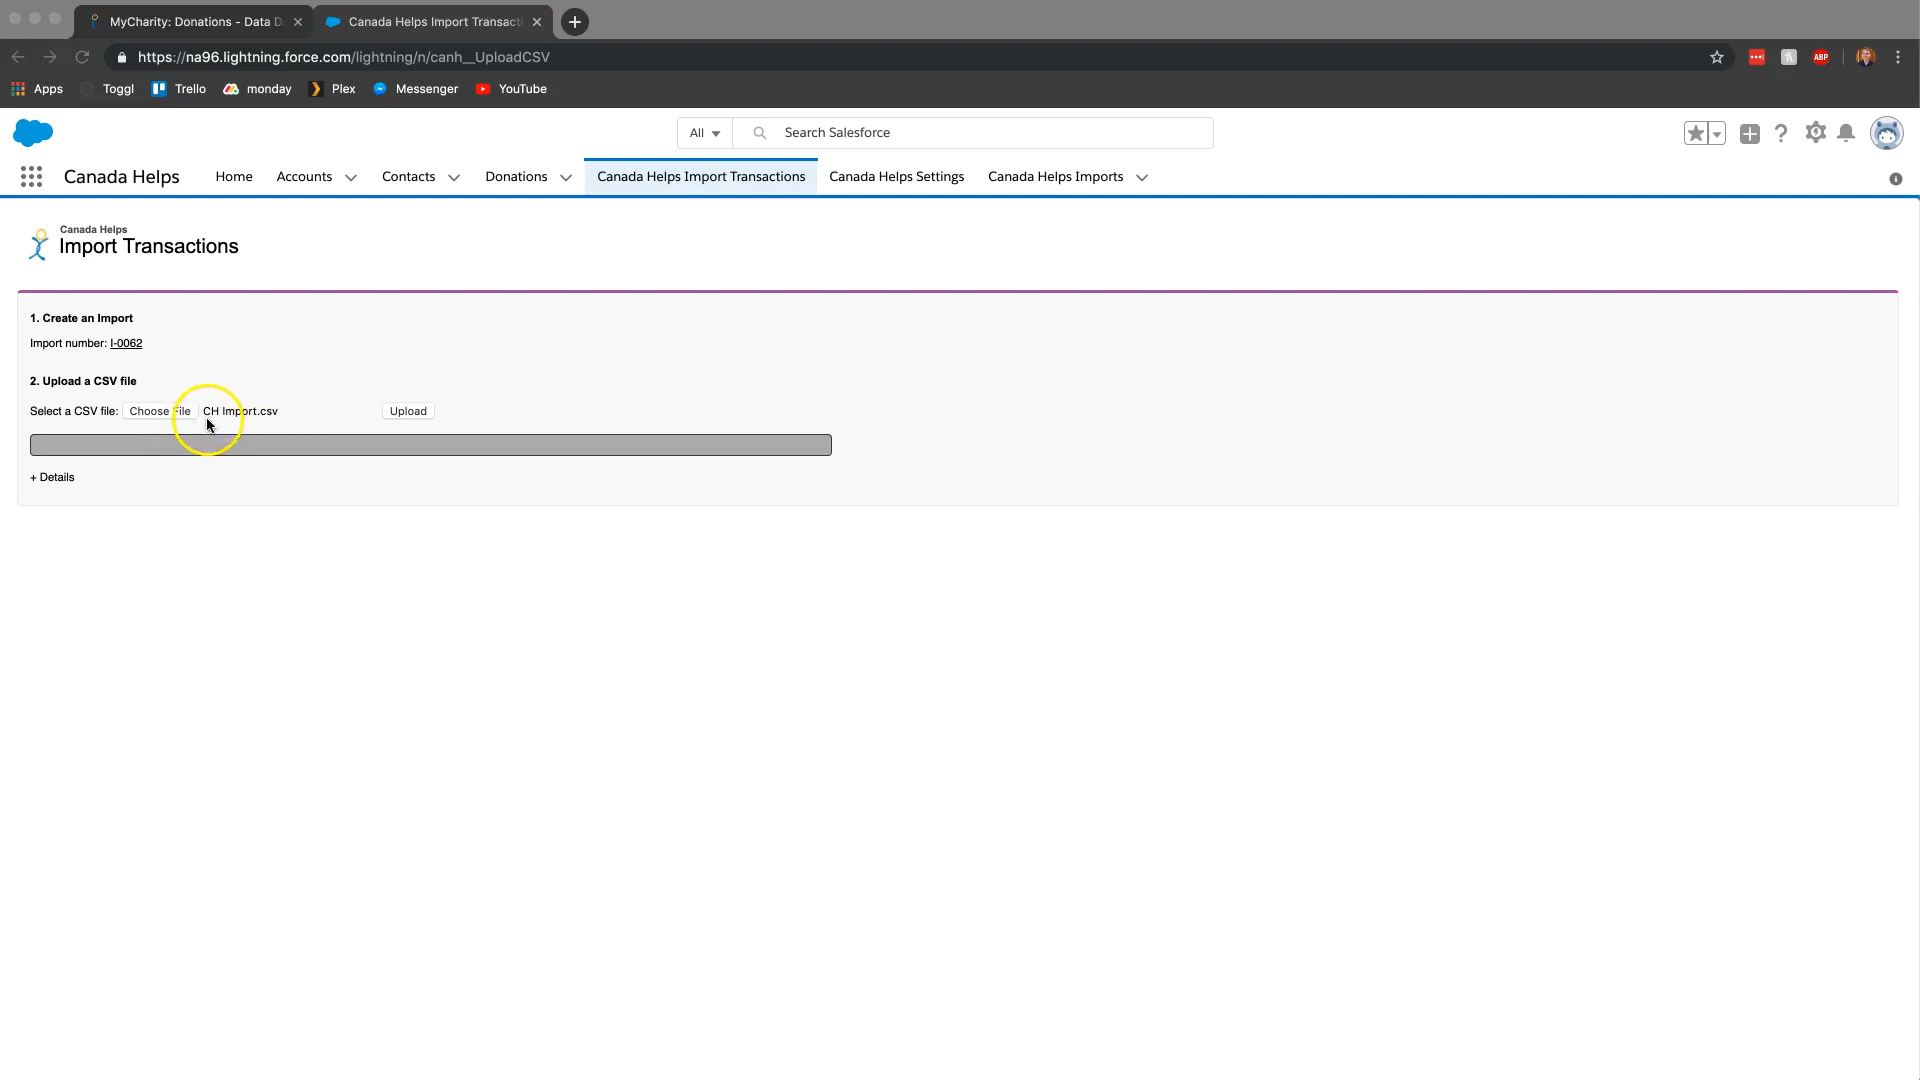 MyCharity: Donations - Data D
Canada Helps Import Transacti
https://na96.lightning.force.com/lightning/n/canh__UploadCSV
ABP
Apps Toggl Trello monday Plex Messenger YouTube
All Search Salesforce
Canada Helps Home Accounts Contacts Donations Canada Helps Import Transactions Canada Helps Settings Canada Helps Imports
Canada Helps
Import Transactions
1. Create an Import
Import number: I-0062
2. Upload a CSV file
Select a CSV file: Choose File CH Import.csv Upload
+ Details